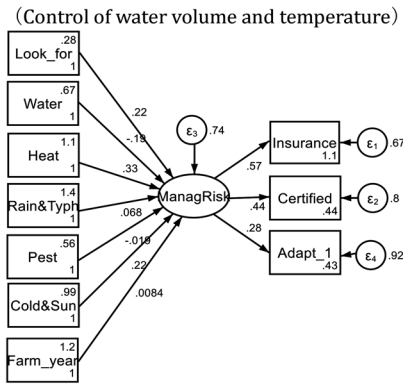 (Control of water volume and temperature)
.28
Look_for
1
.67
Water
1
1.1
Heat
1
1.4
Rain&Typh
1
.56
Pest
1
.99
Cold&Sun
1
1.2
Farm_year
1
.22
-.19
.33
.068
-.019
.22
.0084
ε3
.74
ManagRisk
.57
.44
.28
Insurance
1.1
ε1
.67
Certified
.44
ε2
.8
Adapt_1
.43
ε4
.92